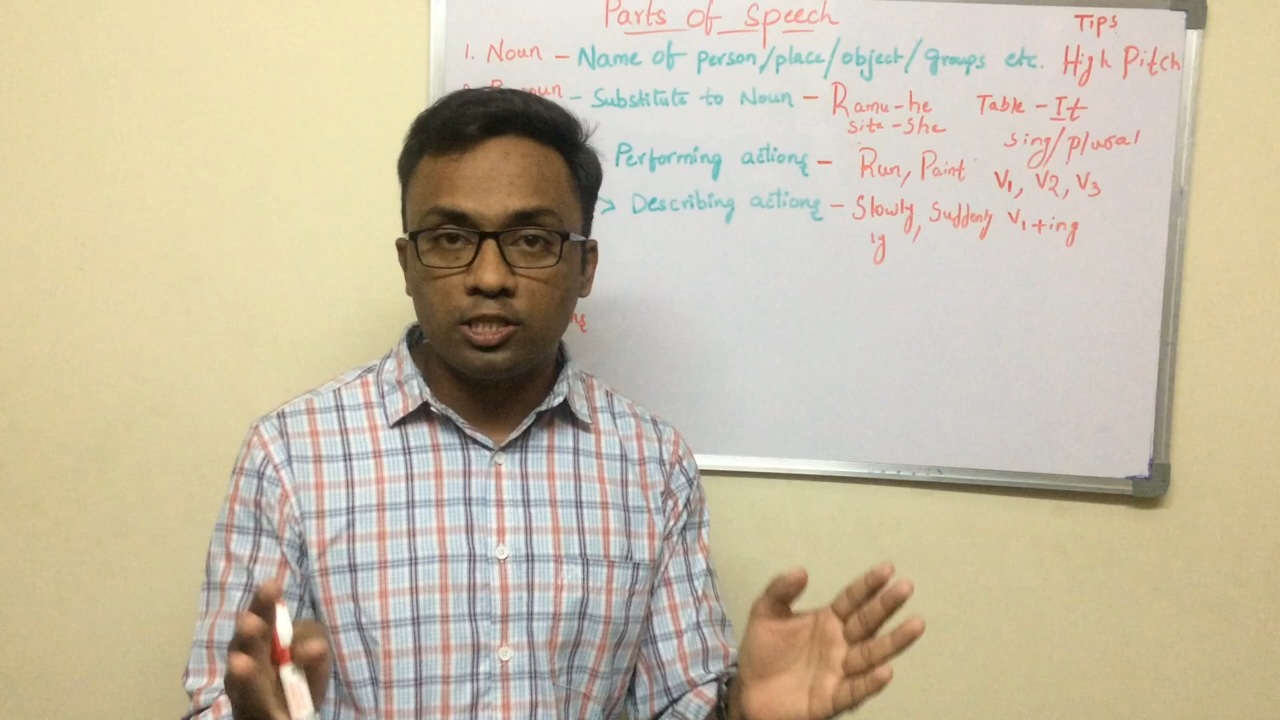 Parts of Speech
Tips
1. Noun – Name of person/place/object/groups etc. High Pitch
– Substitute to Noun – Ramu-he Table – It
sita-She sing/plural
Performing actions – Run, Paint V1, V2, V3
> Describing actions – Slowly, Suddenly V1+ing
ly